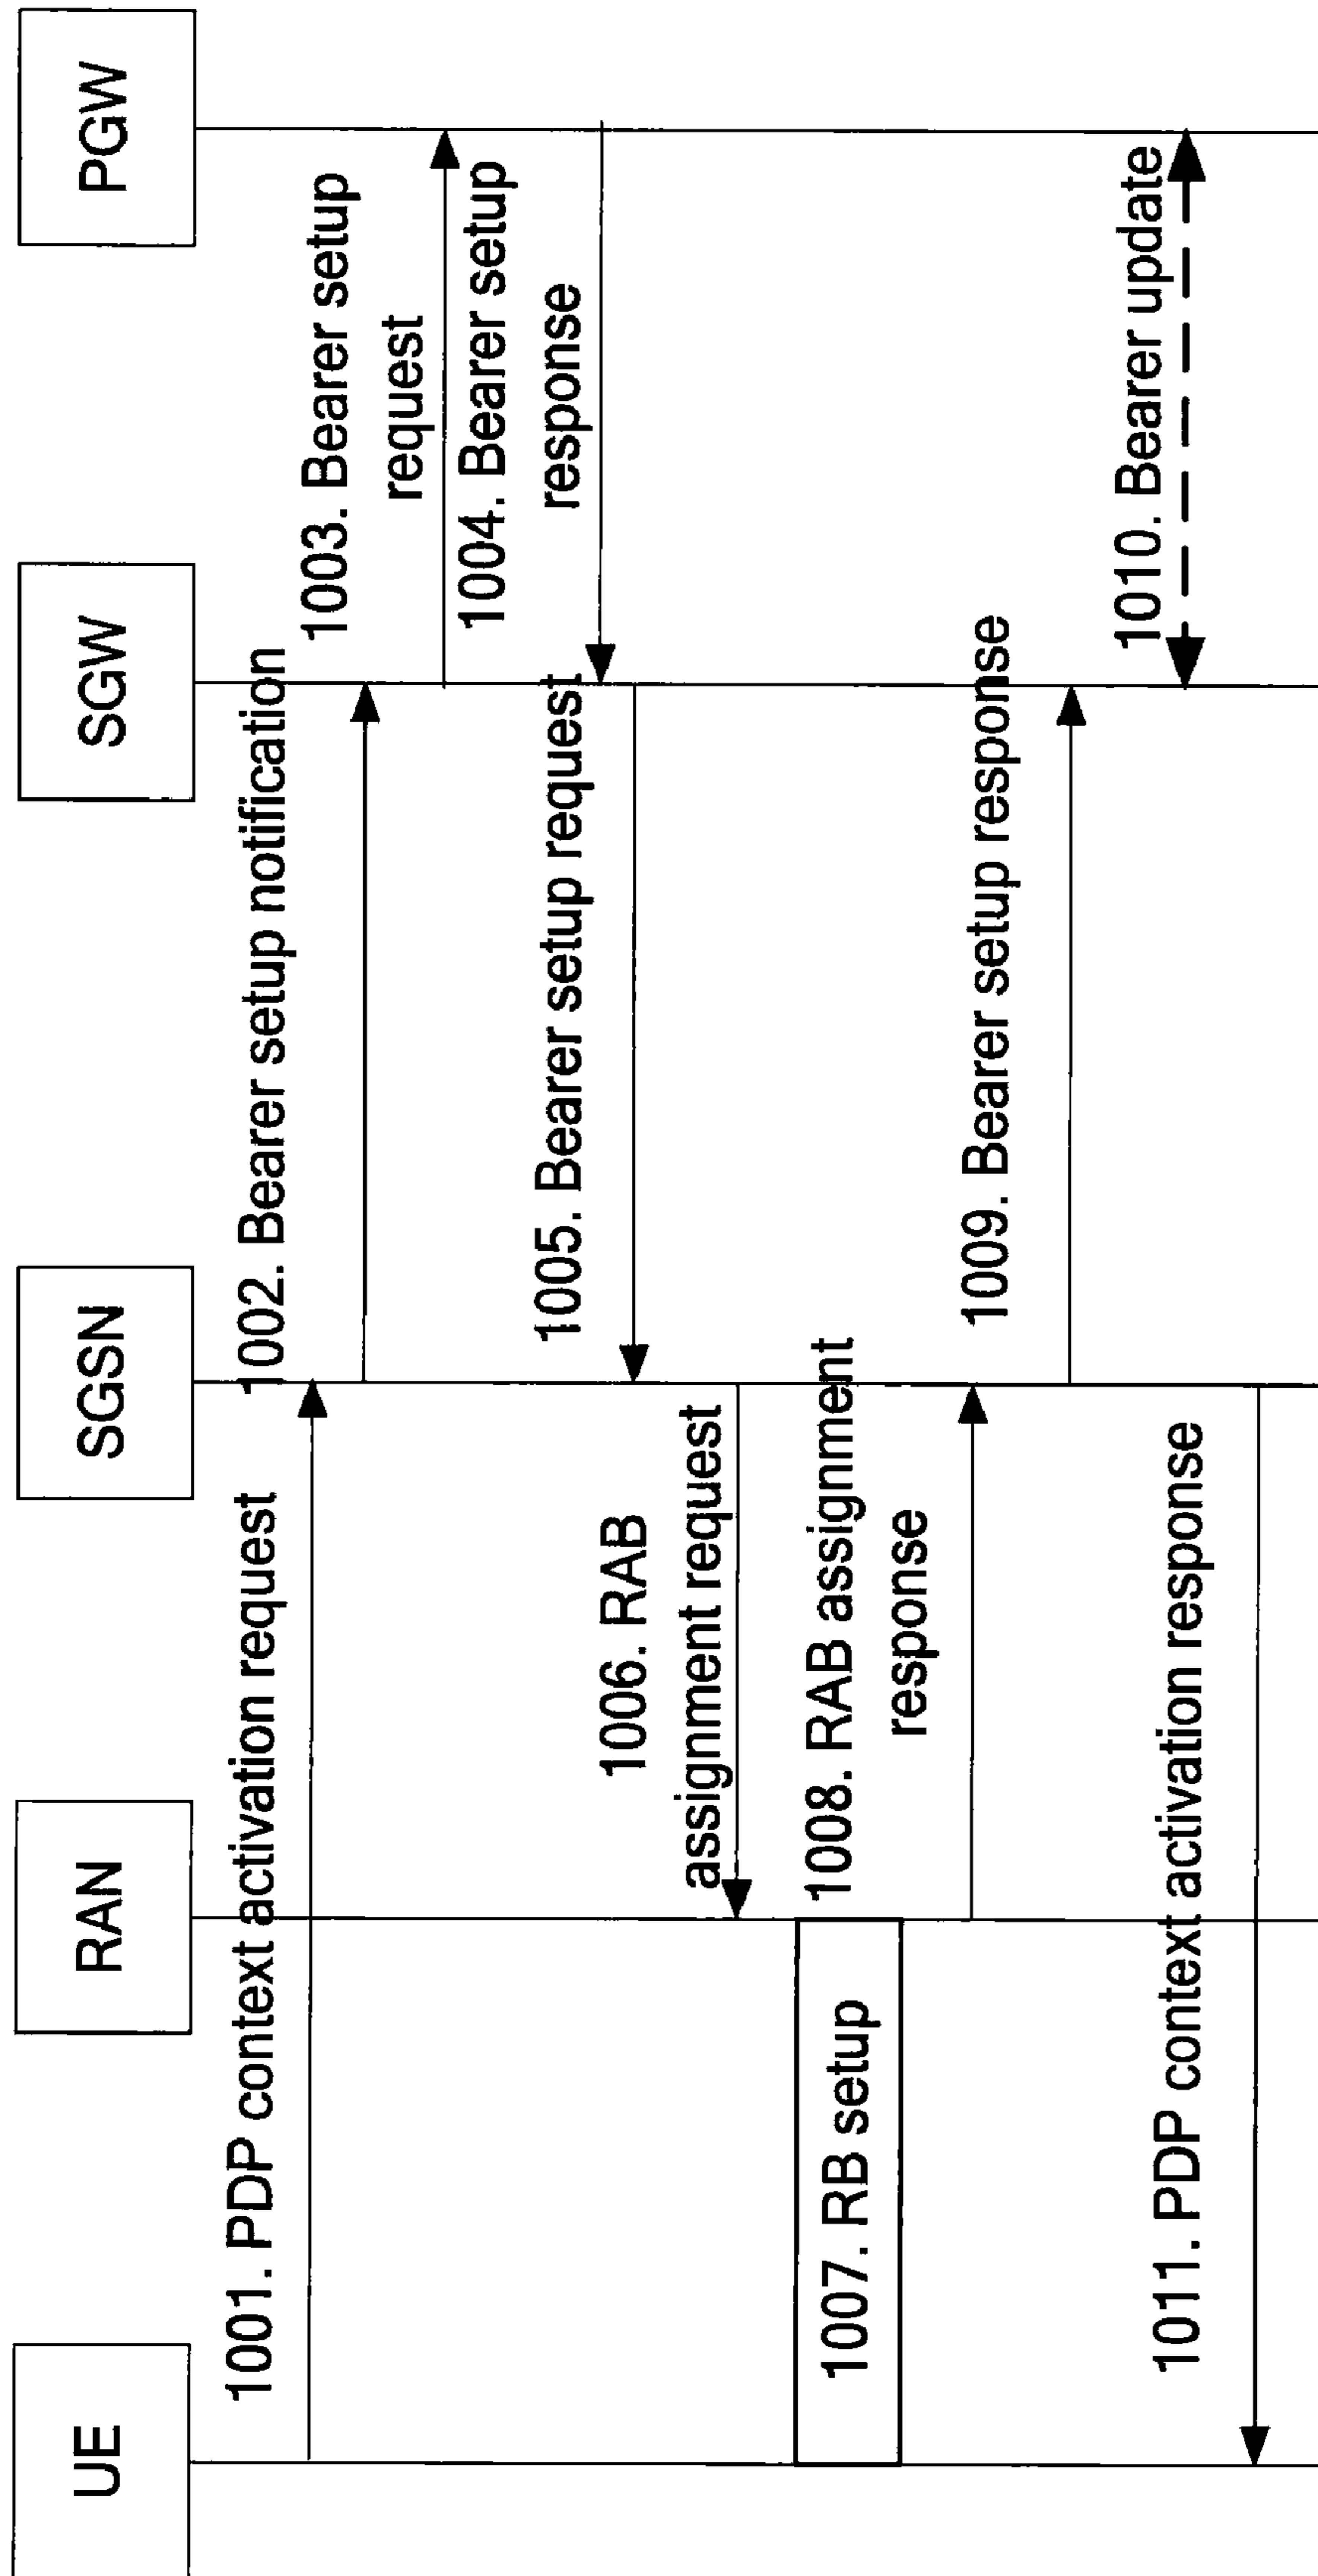 UE
RAN
SGSN
SGW
PGW
1001. PDP context activation request
1002. Bearer setup notification
1003. Bearer setup
request
1004. Bearer setup
response
1005. Bearer setup request
1006. RAB
assignment request
1007. RB setup
1008. RAB assignment
response
1009. Bearer setup response
1010. Bearer update
1011. PDP context activation response